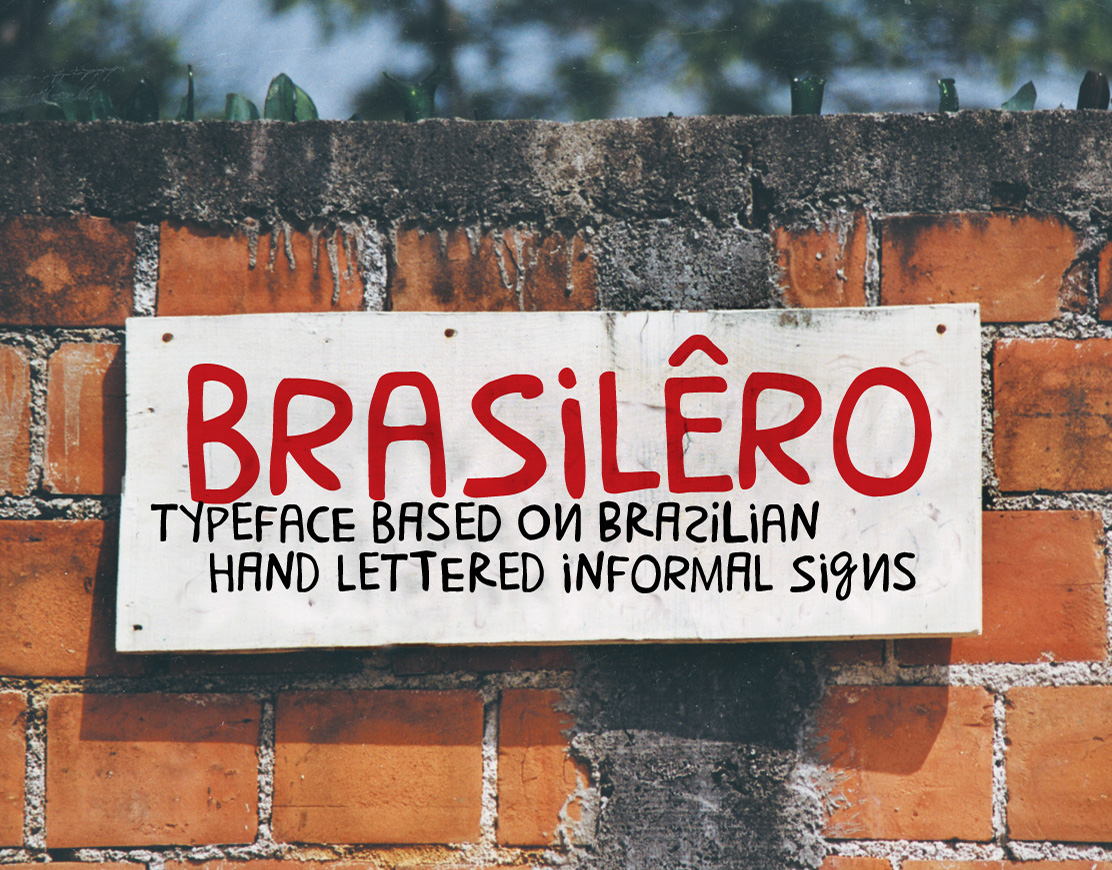 BRASiLÊRO
TYPEFACE BASED ON BRAZiLiAN
HAND LETTERED iNFORMAL SigNS